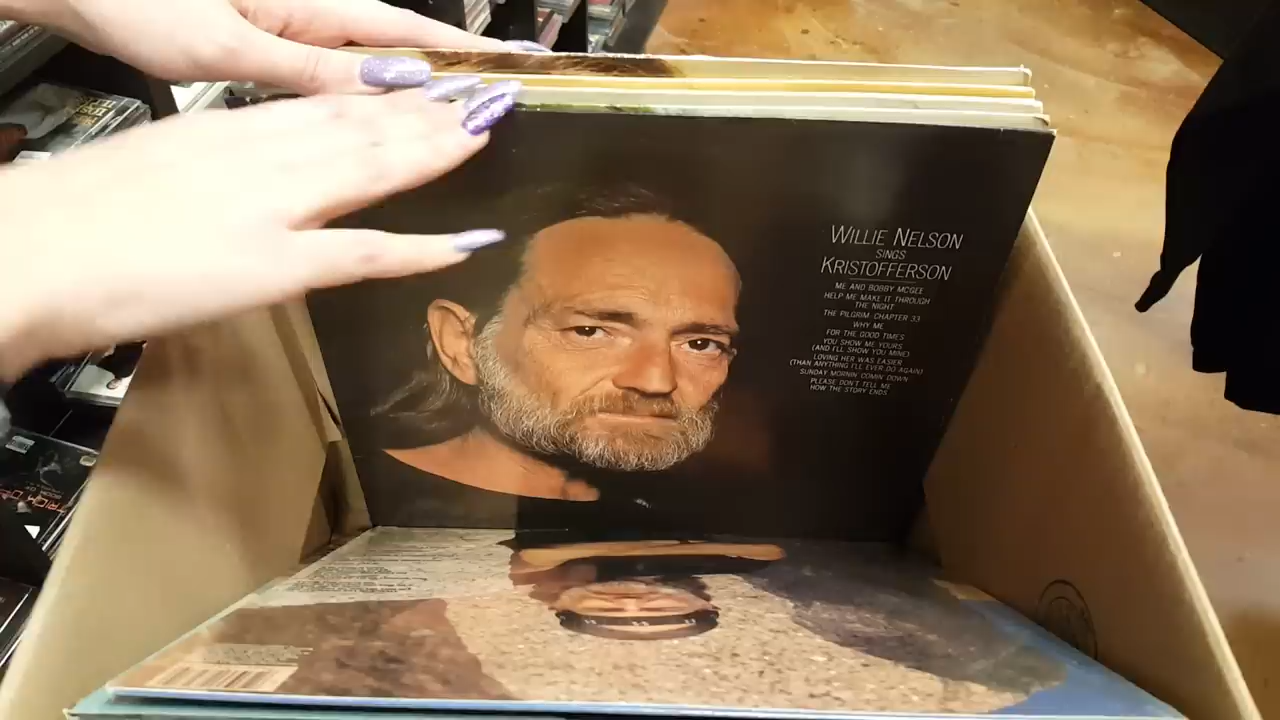 WILLIE NELSON
SINGS
KRISTOFFERSON
ME AND BOBBY MCGEE
HELP ME MAKE IT THROUGH
THE NIGHT
THE PILGRIM: CHAPTER 33
WHY ME
FOR THE GOOD TIMES
YOU SHOW ME YOURS
(AND I'LL SHOW YOU MINE)
LOVING HER WAS EASIER
(THAN ANYTHING I'LL EVER DO AGAIN)
SUNDAY MORNIN' COMIN' DOWN
PLEASE DON'T TELL ME
HOW THE STORY ENDS